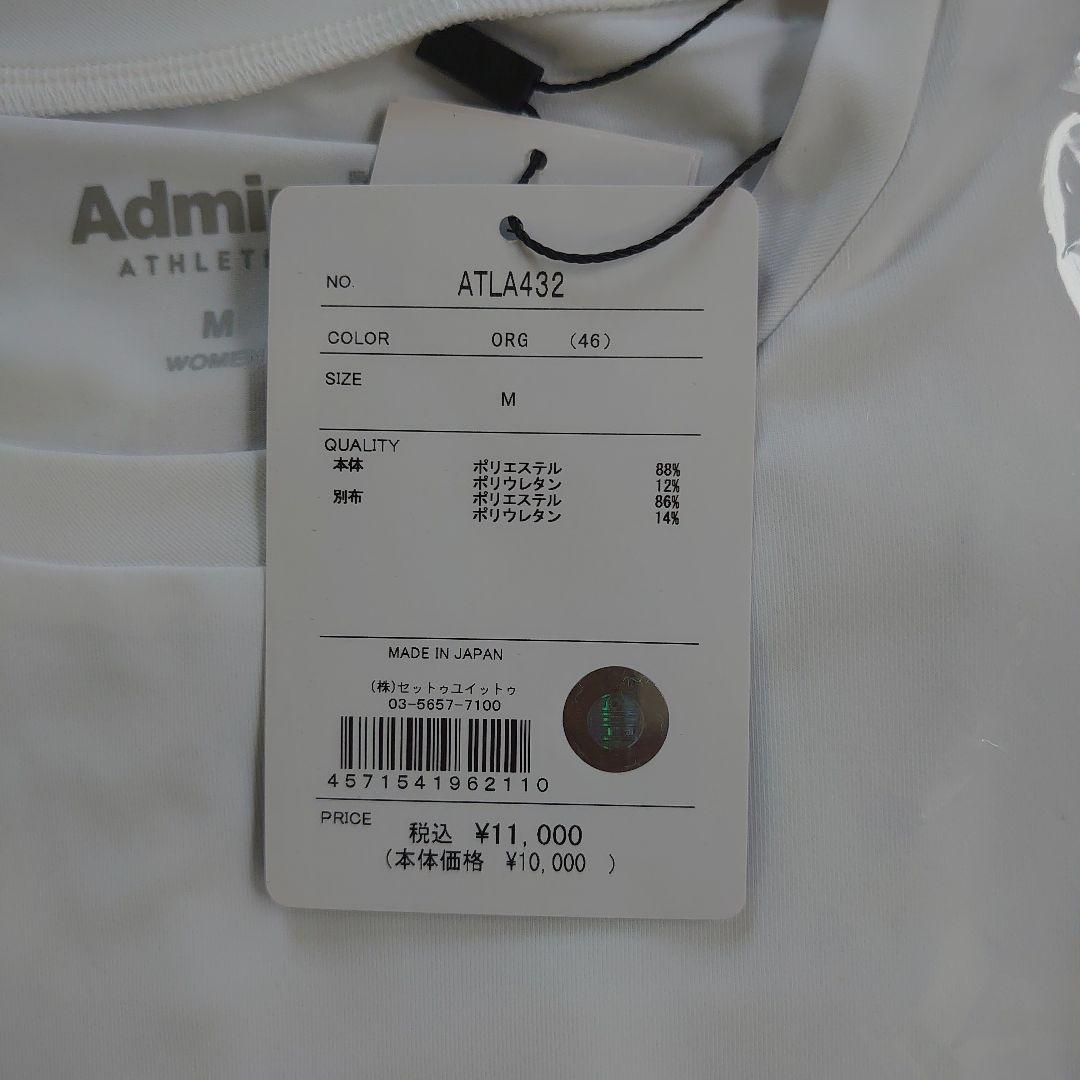 Admi
ATHLET
M
WOMEN
NO. ATLA432
COLOR ORG (46)
SIZE
M
QUALITY
本体 ポリエステル 88%
ポリウレタン 12%
別布 ポリエステル 86%
ポリウレタン 14%
MADE IN JAPAN
(株)セットゥユイットゥ
03-5657-7100
4571541962110
PRICE 税込 ¥11,000
(本体価格 ¥10,000 )